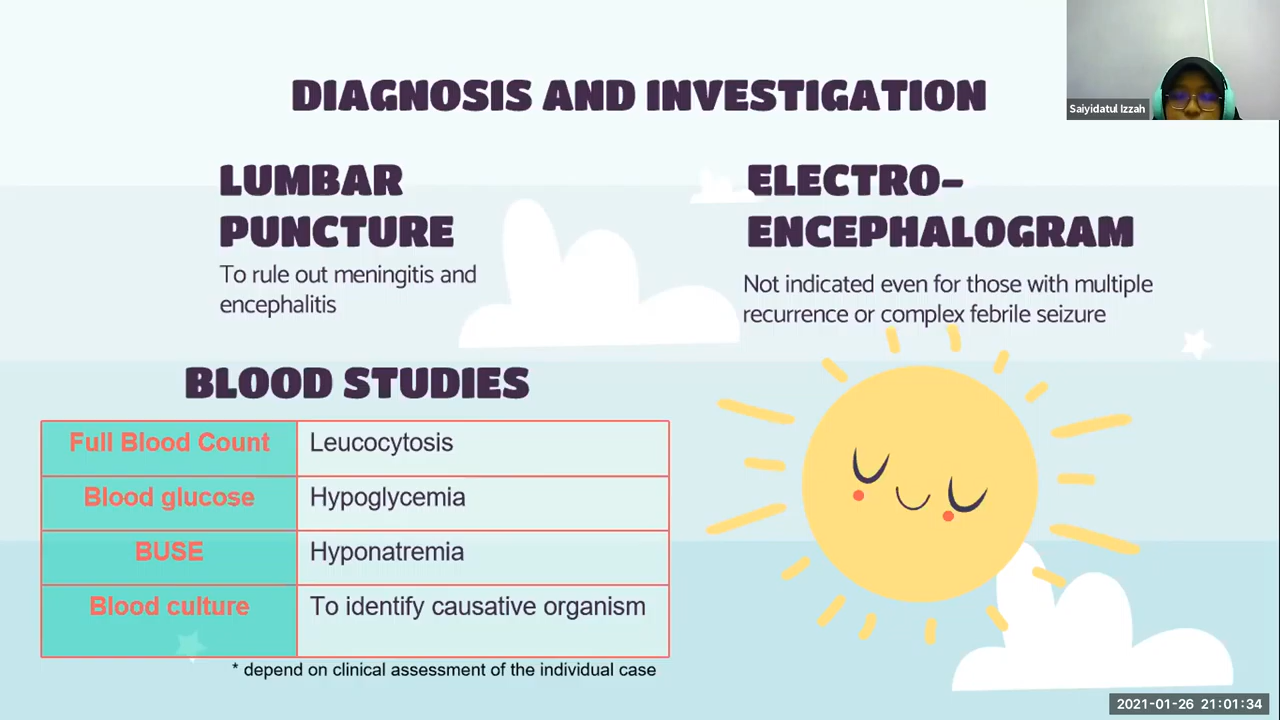 DIAGNOSIS AND INVESTIGATION
Saiyidatul Izzah
LUMBAR
PUNCTURE
To rule out meningitis and
encephalitis
ELECTRO-
ENCEPHALOGRAM
Not indicated even for those with multiple
recurrence or complex febrile seizure
BLOOD STUDIES
Full Blood Count Leucocytosis
Blood glucose Hypoglycemia
BUSE Hyponatremia
Blood culture To identify causative organism
* depend on clinical assessment of the individual case
2021-01-26 21:01:34